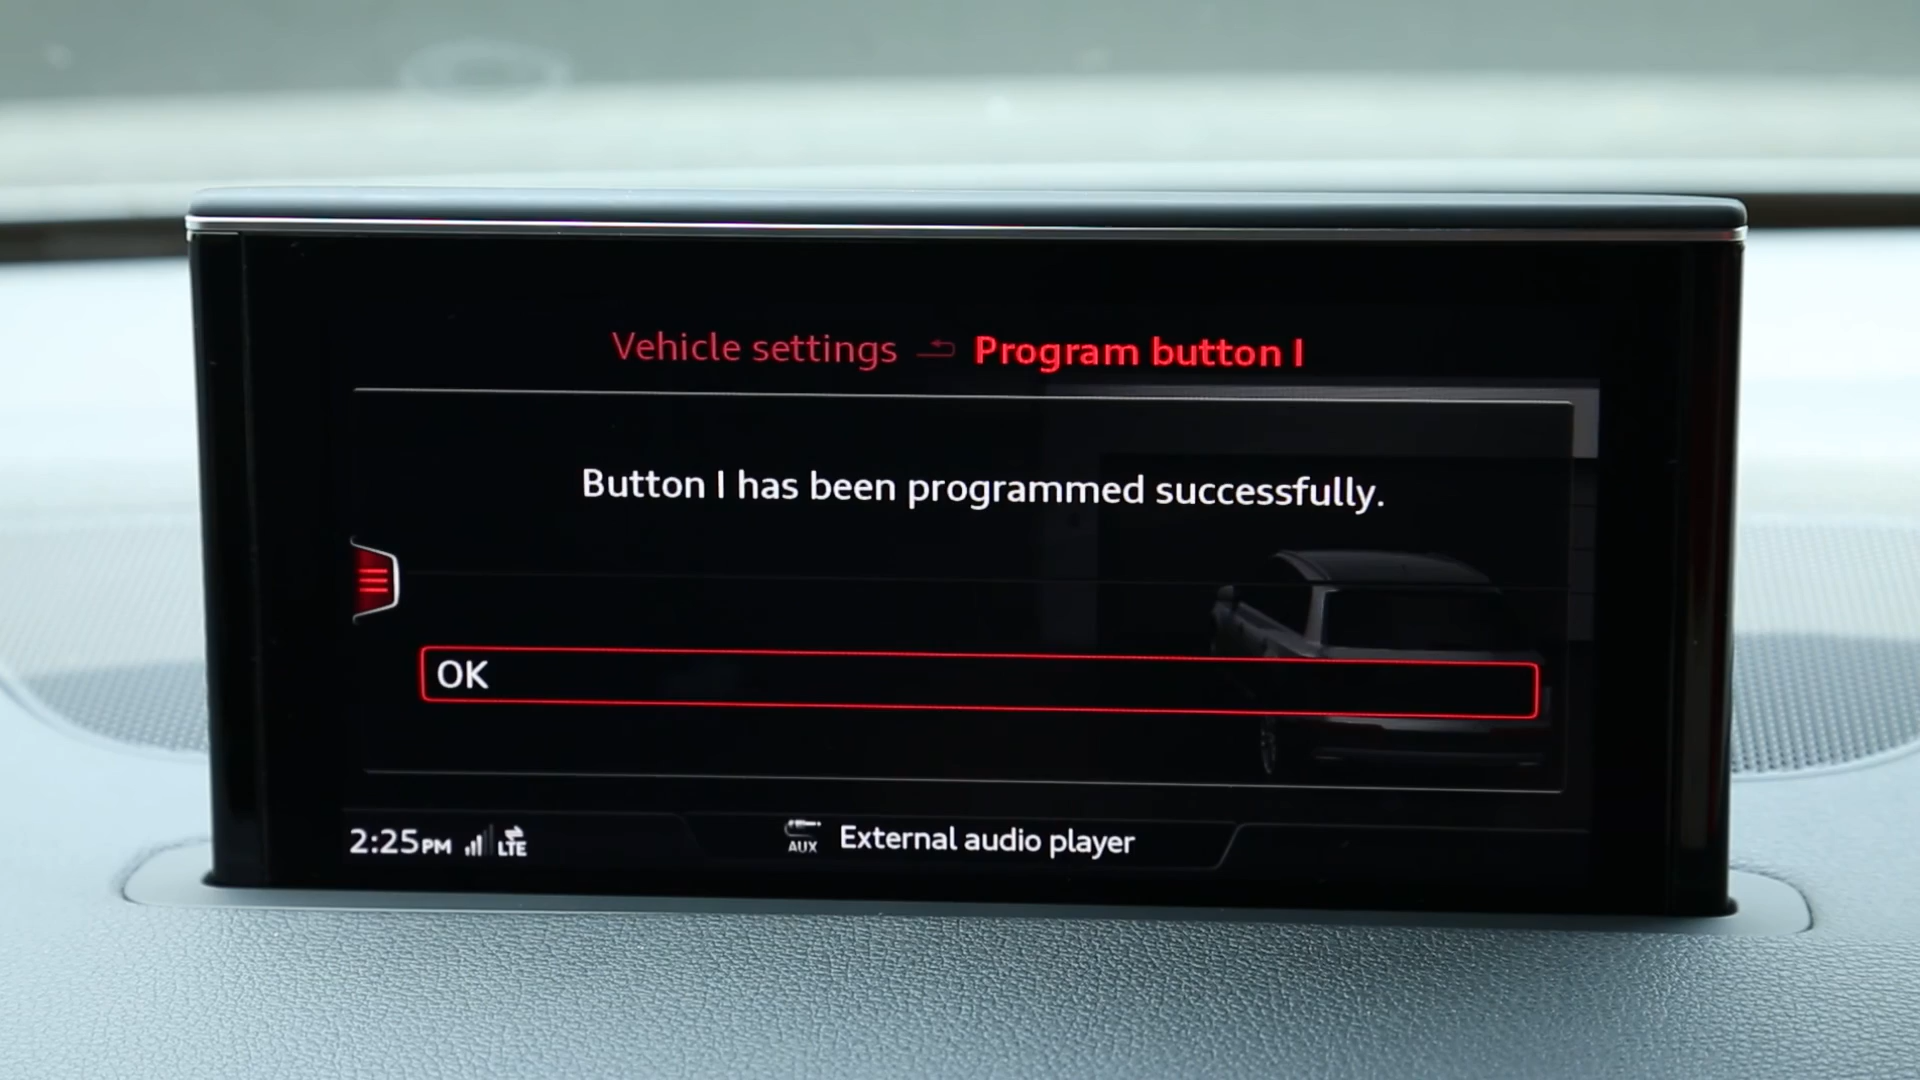 Vehicle settings Program button I
Button I has been programmed successfully.
OK
2:25PM LTE AUX External audio player